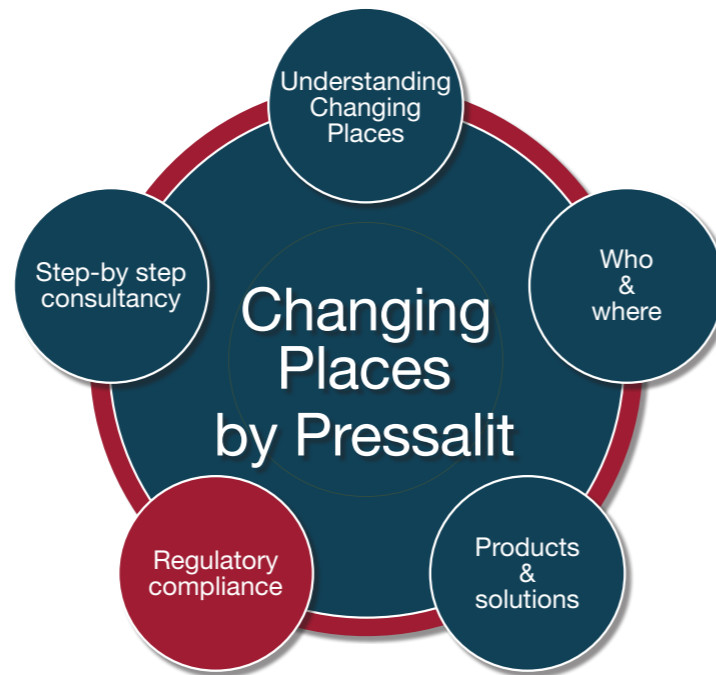 Understanding
Changing
Places
Step-by step
consultancy
Who
&
where
Changing
Places
by Pressalit
Regulatory
compliance
Products
&
solutions